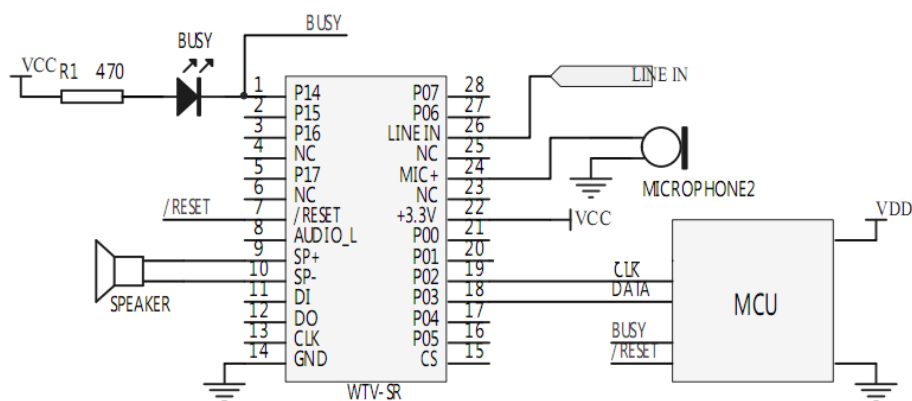 BUSY
BUSY
VCC R1 470
LINE IN
1 P14 P07 28
2 P15 P06 27
3 P16 LINE IN 26
4 NC NC 25
5 P17 MIC+ 24
6 NC NC 23
/RESET 7 /RESET +3.3V 22 VCC
8 AUDIO_L P00 21
9 SP+ P01 20
10 SP- P02 19 CLK
11 DI P03 18 DATA
12 DO P04 17
13 CLK P05 16 BUSY
14 GND CS 15 /RESET
MICROPHONE2
VDD
SPEAKER
MCU
WTV-SR